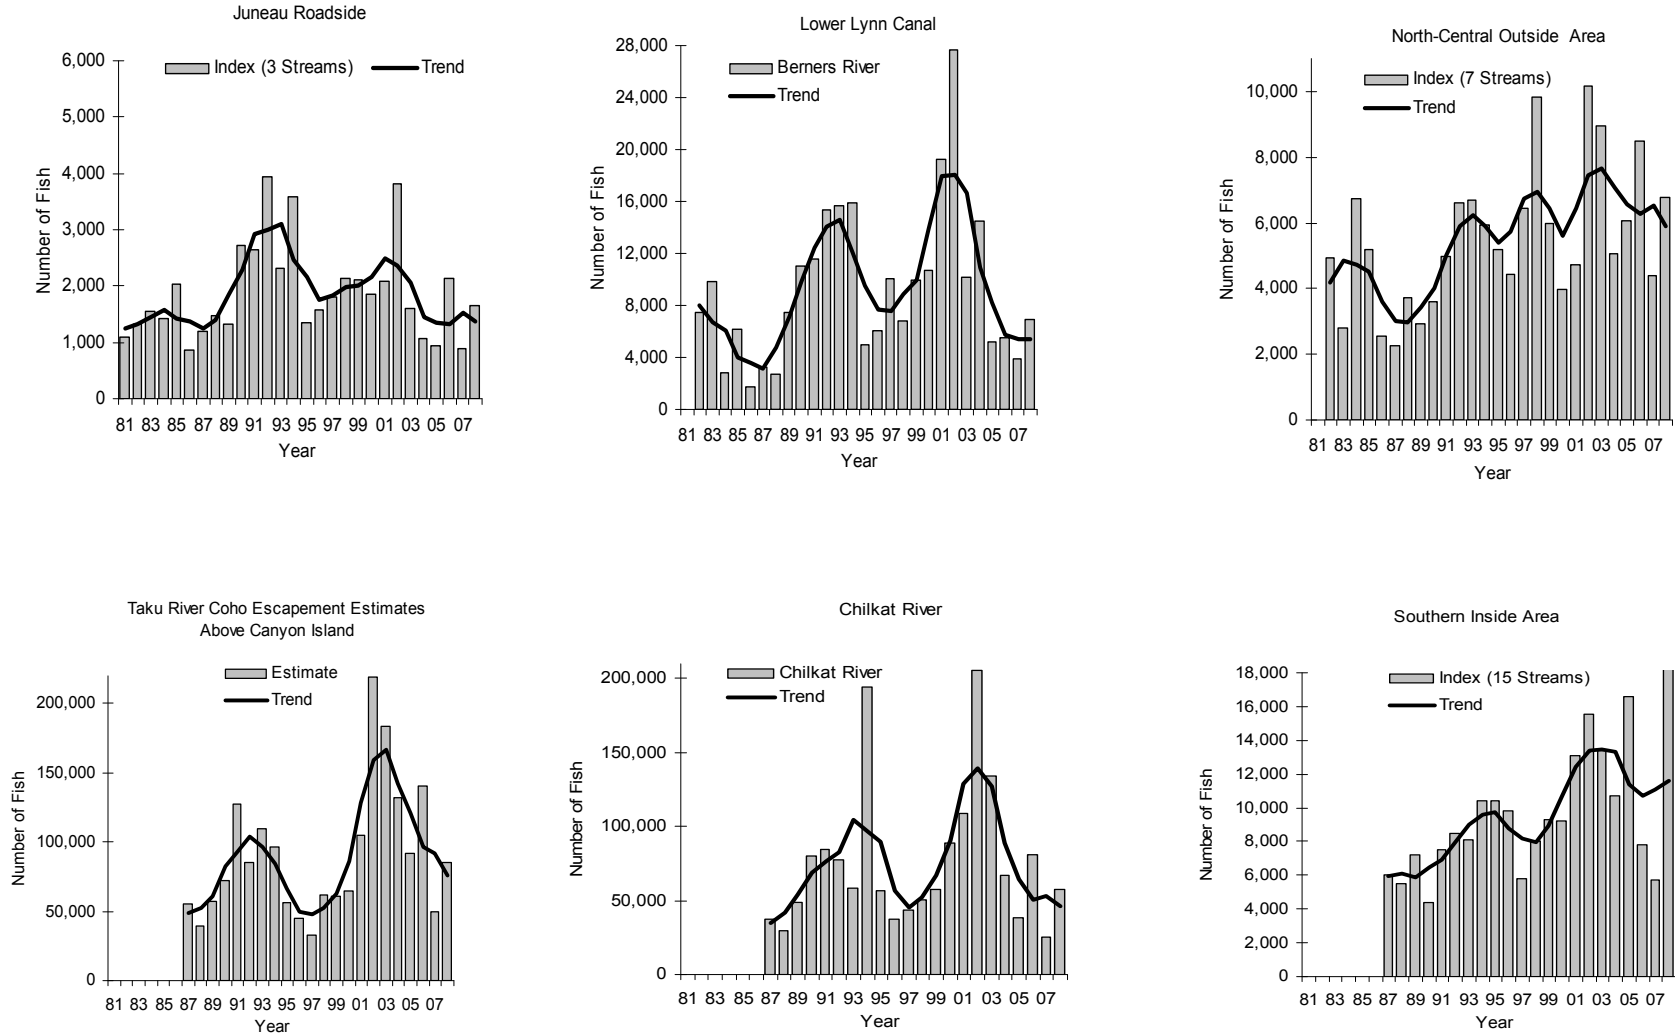 Juneau Roadside
6,000
5,000
4,000
3,000
2,000
1,000
0
Number of Fish
Index (3 Streams)
Trend
81 83 85 87 89 91 93 95 97 99 01 03 05 07
Year
Lower Lynn Canal
28,000
24,000
20,000
16,000
12,000
8,000
4,000
0
Number of Fish
Berners River
Trend
81 83 85 87 89 91 93 95 97 99 01 03 05 07
Year
North-Central Outside Area
10,000
8,000
6,000
4,000
2,000
0
Number of Fish
Index (7 Streams)
Trend
81 83 85 87 89 91 93 95 97 99 01 03 05 07
Year
Taku River Coho Escapement Estimates
Above Canyon Island
200,000
150,000
100,000
50,000
0
Number of Fish
Estimate
Trend
81 83 85 87 89 91 93 95 97 99 01 03 05 07
Year
Chilkat River
200,000
150,000
100,000
50,000
0
Number of Fish
Chilkat River
Trend
81 83 85 87 89 91 93 95 97 99 01 03 05 07
Year
Southern Inside Area
18,000
16,000
14,000
12,000
10,000
8,000
6,000
4,000
2,000
0
Number of Fish
Index (15 Streams)
Trend
81 83 85 87 89 91 93 95 97 99 01 03 05 07
Year